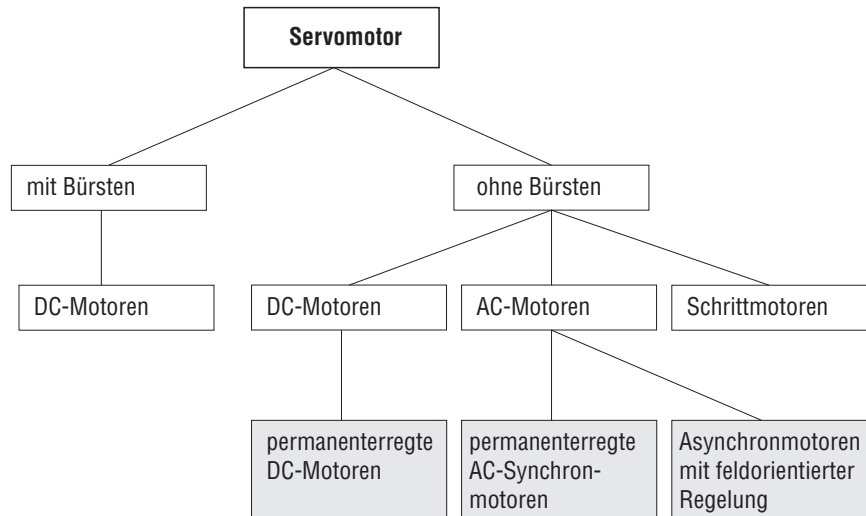 Servomotor
mit Bürsten
ohne Bürsten
DC-Motoren
DC-Motoren
AC-Motoren
Schrittmotoren
permanenterregte
DC-Motoren
permanenterregte
AC-Synchron-
motoren
Asynchronmotoren
mit feldorientierter
Regelung